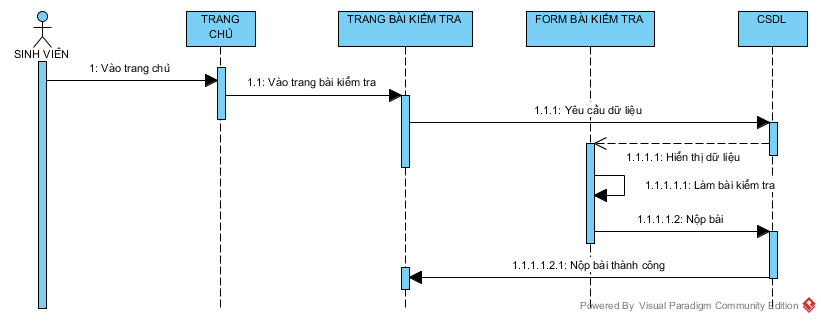 TRANG
CHỦ
TRANG BÀI KIỂM TRA
FORM BÀI KIỂM TRA
CSDL
SINH VIÊN
1: Vào trang chủ
1.1: Vào trang bài kiểm tra
1.1.1: Yêu cầu dữ liệu
1.1.1.1: Hiển thị dữ liệu
1.1.1.1.1: Làm bài kiểm tra
1.1.1.1.2: Nộp bài
1.1.1.1.2.1: Nộp bài thành công
Powered By Visual Paradigm Community Edition